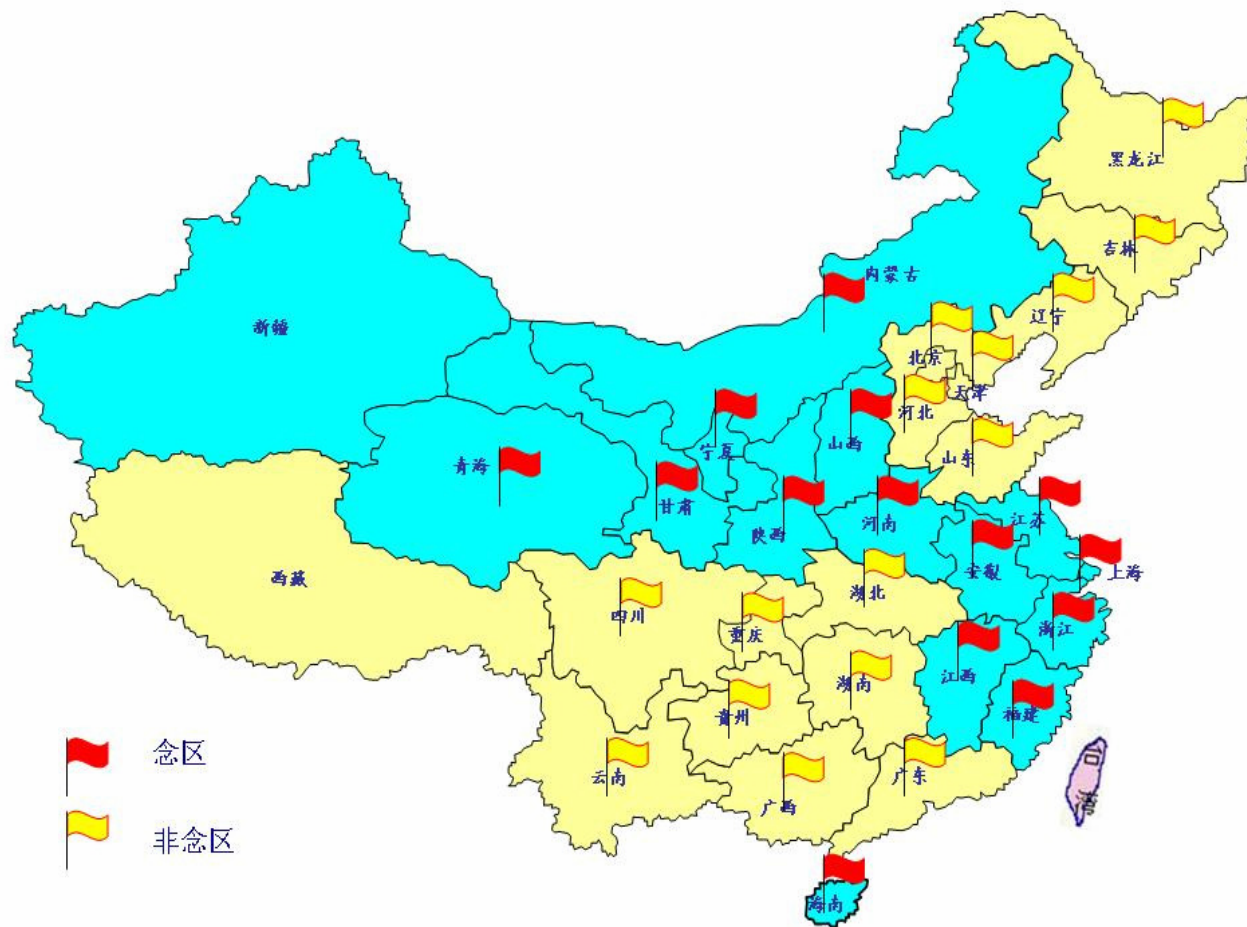 黑龙江
吉林
内蒙古
辽宁
新疆
北京
天津
河北
宁夏
山西
山东
青海
甘肃
河南
江苏
陕西
安徽
上海
西藏
湖北
四川
重庆
浙江
江西
湖南
贵州
福建
念区
云南
广东
广西
台湾
非念区
海南